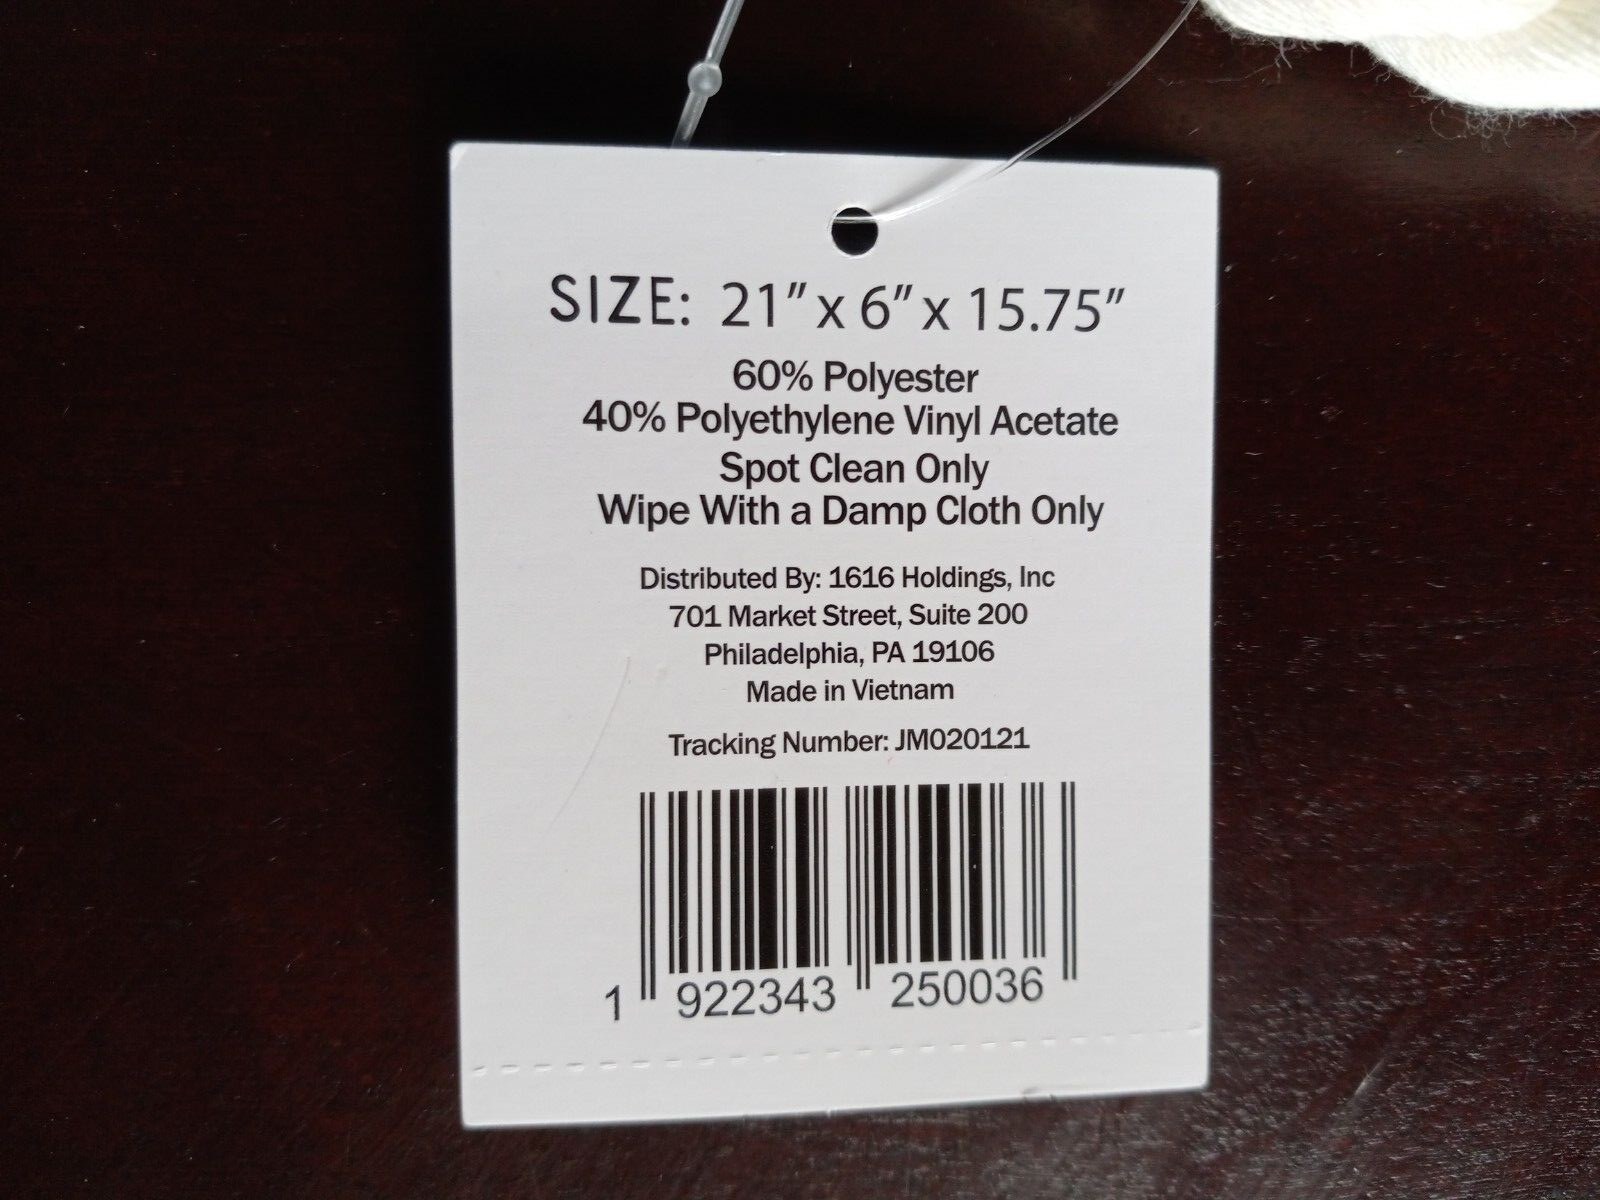 SIZE: 21” x 6” x 15.75”
60% Polyester
40% Polyethylene Vinyl Acetate
Spot Clean Only
Wipe With a Damp Cloth Only
Distributed By: 1616 Holdings, Inc
701 Market Street, Suite 200
Philadelphia, PA 19106
Made in Vietnam
Tracking Number: JM020121
1 922343 250036